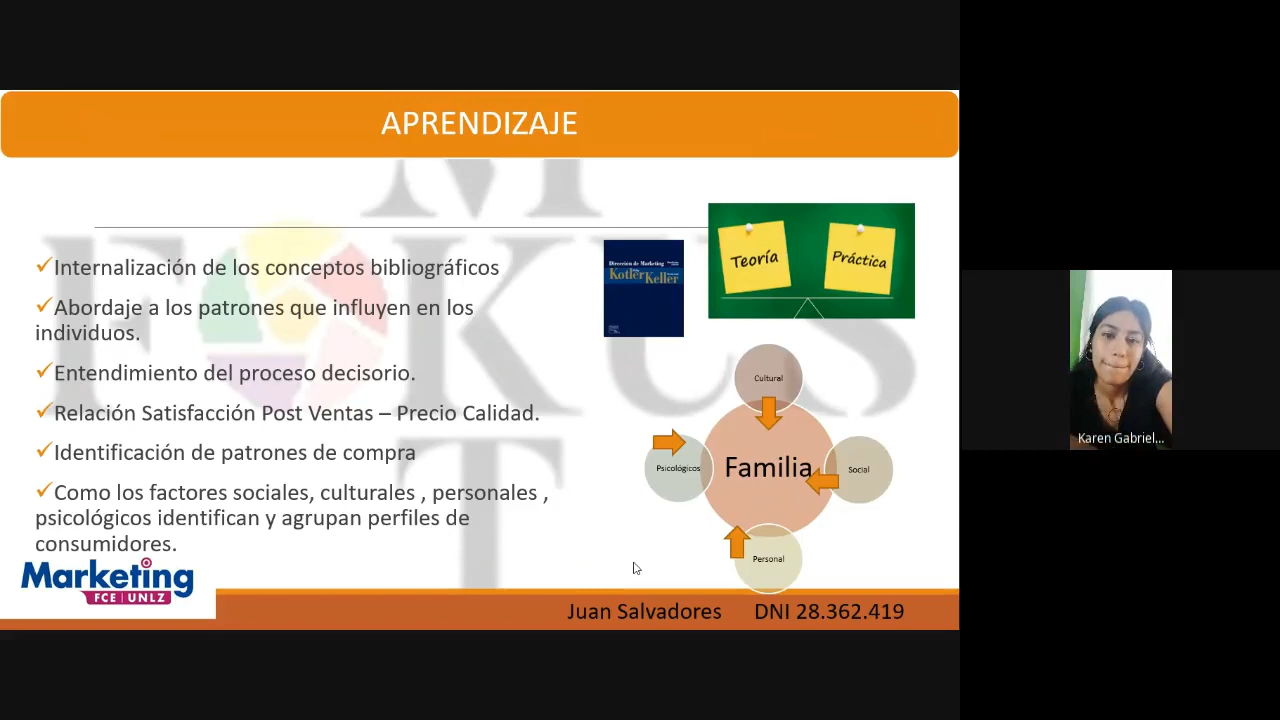 APRENDIZAJE
Internalización de los conceptos bibliográficos
Abordaje a los patrones que influyen en los
individuos.
Entendimiento del proceso decisorio.
Relación Satisfacción Post Ventas – Precio Calidad.
Identificación de patrones de compra
Como los factores sociales, culturales , personales ,
psicológicos identifican y agrupan perfiles de
consumidores.
Dirección de Marketing
Kotler Keller
Teoría
Práctica
Cultural
Psicológicos
Familia
Social
Personal
Marketing
FCE | UNLZ
Juan Salvadores DNI 28.362.419
FOKUS
MKT
Karen Gabriel...